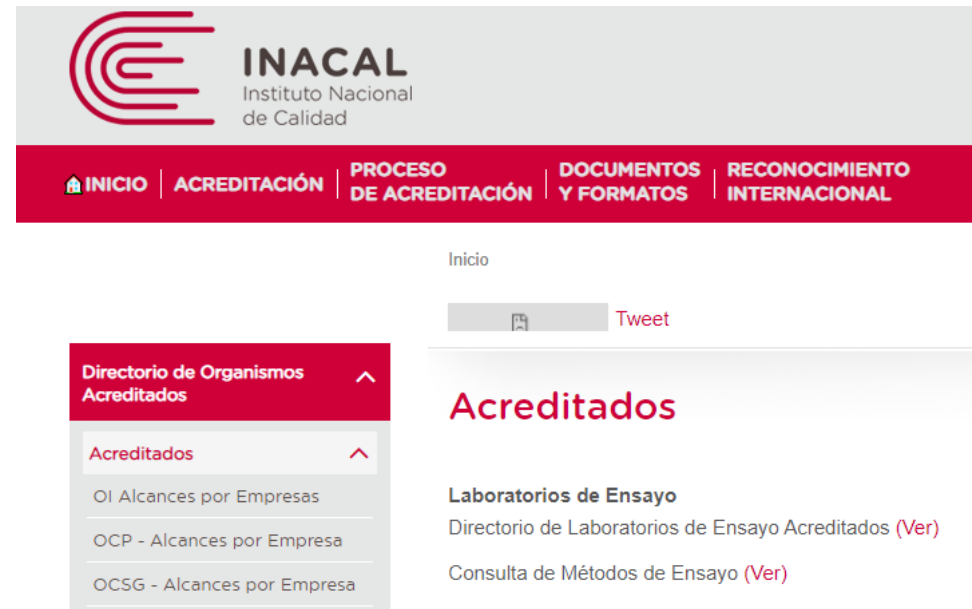 INACAL
Instituto Nacional
de Calidad
INICIO
ACREDITACIÓN
PROCESO
DE ACREDITACIÓN
DOCUMENTOS
Y FORMATOS
RECONOCIMIENTO
INTERNACIONAL
Inicio
Tweet
Directorio de Organismos
Acreditados
Acreditados
OI Alcances por Empresas
OCP - Alcances por Empresa
OCSG - Alcances por Empresa
Acreditados
Laboratorios de Ensayo
Directorio de Laboratorios de Ensayo Acreditados (Ver)
Consulta de Métodos de Ensayo (Ver)